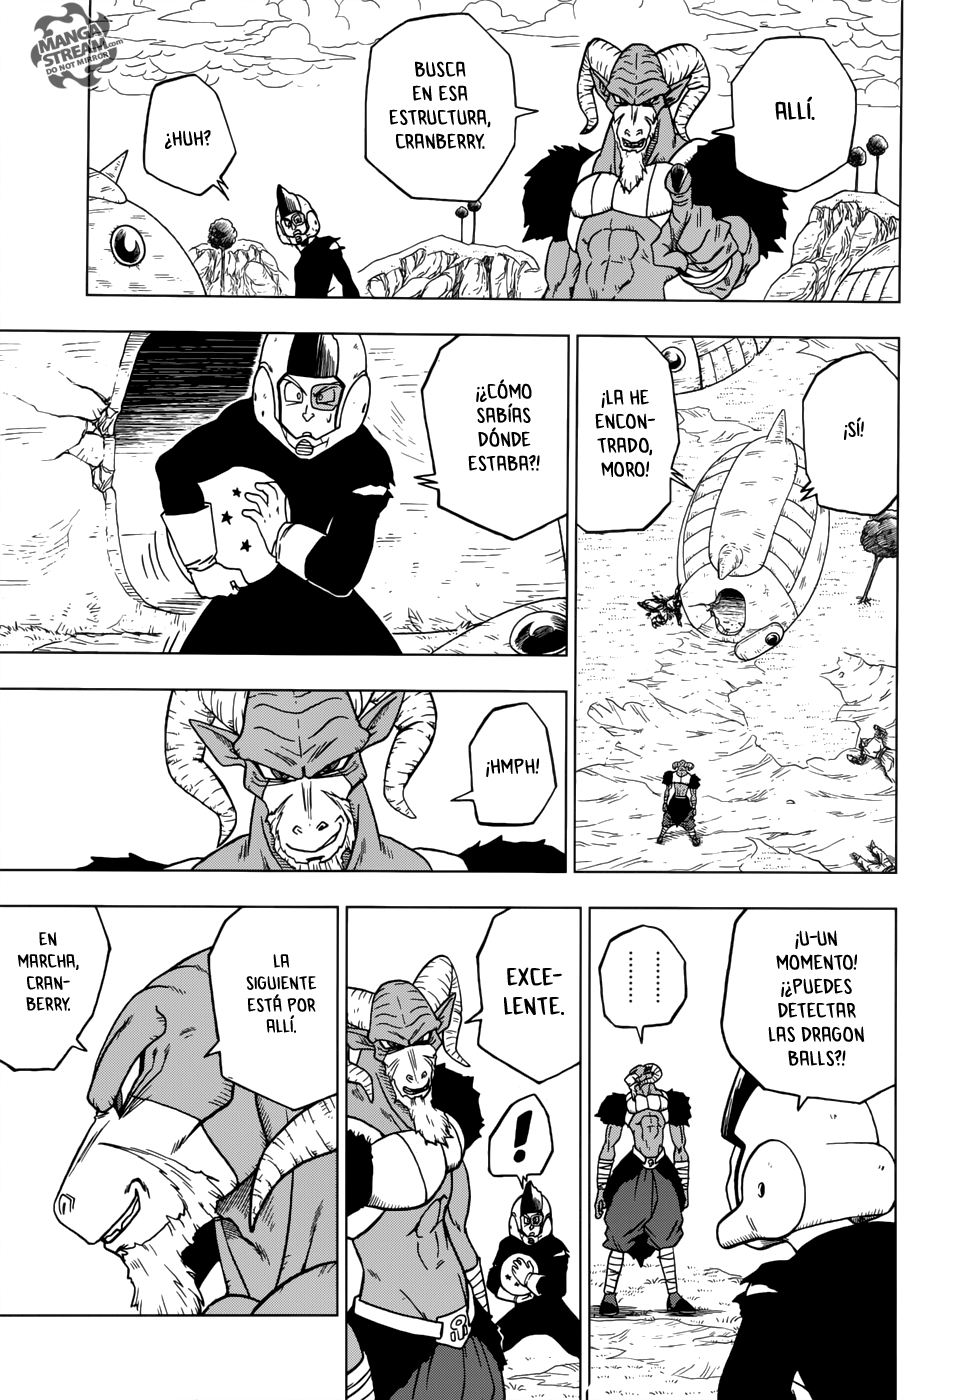 MANGA
STREAM.com
DO NOT MIRROR
ALLÍ.
BUSCA
EN ESA
ESTRUCTURA,
CRANBERRY.
¿HUH?
¡SÍ!
¡LA HE
ENCON-
TRADO,
MORO!
¡¿CÓMO
SABÍAS
DÓNDE
ESTABA?!
¡HMPH!
¡U-UN
MOMENTO!
¡¿PUEDES
DETECTAR
LAS DRAGON
BALLS?!
.......
.......
EXCE-
LENTE.
!
LA
SIGUIENTE
ESTÁ POR
ALLÍ.
EN
MARCHA,
CRAN-
BERRY.